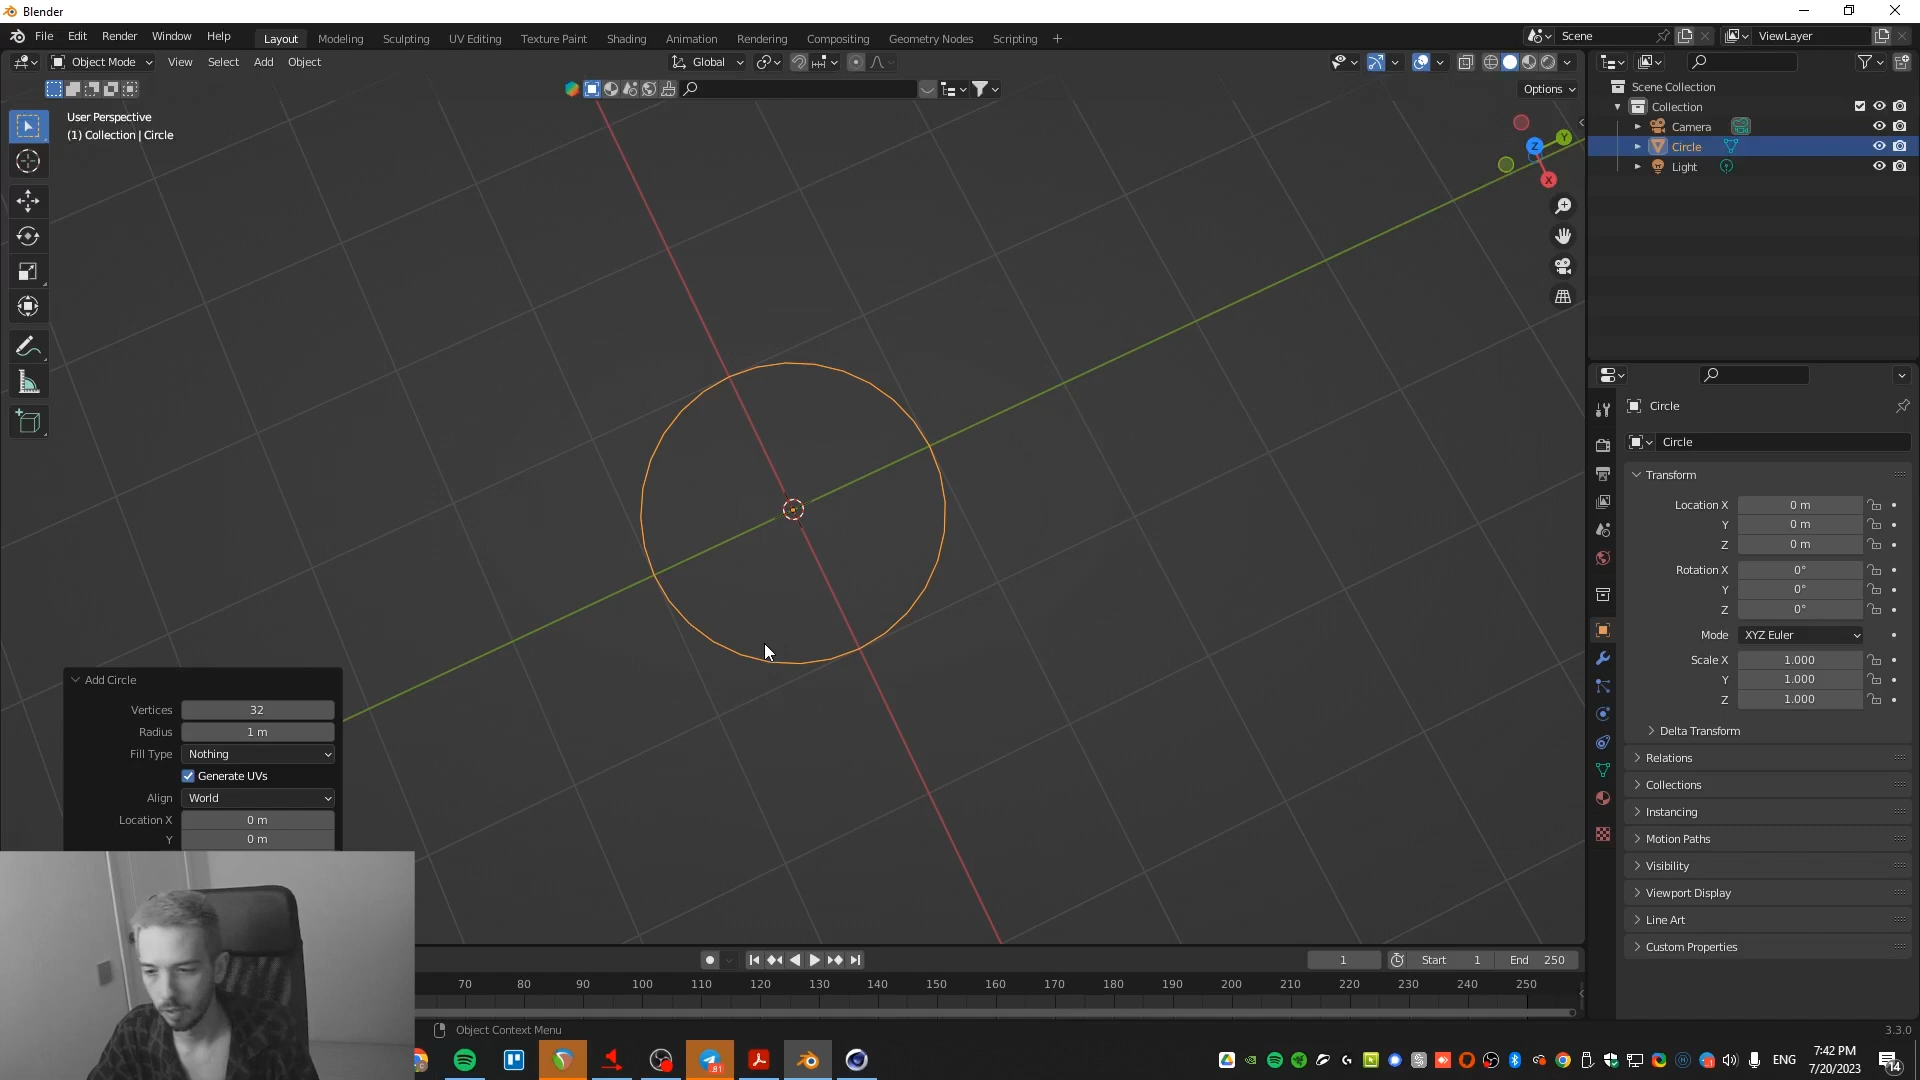 Blender
File Edit Render Window Help
Layout Modeling Sculpting UV Editing Texture Paint Shading Animation Rendering Compositing Geometry Nodes Scripting +
Scene
ViewLayer
Object Mode View Select Add Object
Global
Options
User Perspective
(1) Collection | Circle
Z
Y
X
Scene Collection
Collection
Camera
Circle
Light
Circle
Circle
Transform
Location X 0 m
Y 0 m
Z 0 m
Rotation X 0°
Y 0°
Z 0°
Mode XYZ Euler
Scale X 1.000
Y 1.000
Z 1.000
Delta Transform
Relations
Collections
Instancing
Motion Paths
Visibility
Viewport Display
Line Art
Custom Properties
Add Circle
Vertices 32
Radius 1 m
Fill Type Nothing
Generate UVs
Align World
Location X 0 m
Y 0 m
1 Start 1 End 250
70 80 90 100 110 120 130 140 150 160 170 180 190 200 210 220 230 240 250
Object Context Menu
3.3.0
81
ENG
7:42 PM
7/20/2023
14